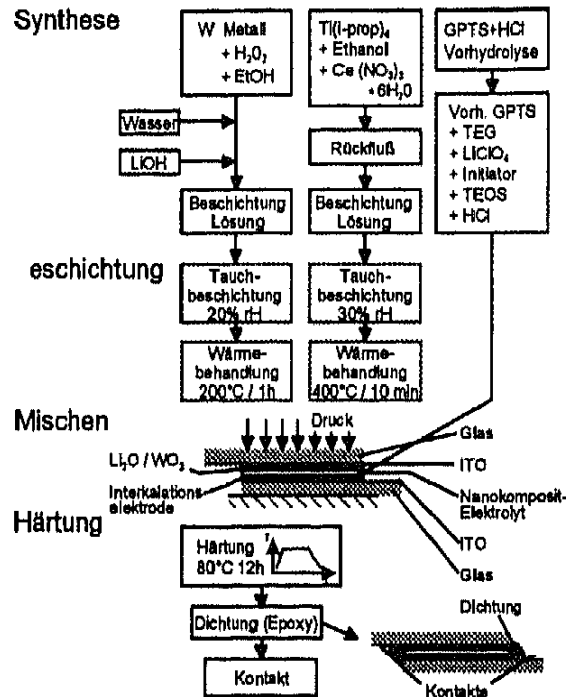 Synthese
W Metall
+ H₂O₂
+ EtOH
Wasser
LiOH
Beschichtung
Lösung
Ti(i-prop)₄
+ Ethanol
+ Ce (NO₃)₃
* 6H₂0
Rückfluß
Beschichtung
Lösung
GPTS+HCl
Vorhydrolyse
Vorh. GPTS
+ TEG
+ LiClO₄
+ Initiator
+ TEOS
+ HCl
eschichtung
Tauch-
beschichtung
20% rH
Wärme-
behandlung
200°C / 1h
Tauch-
beschichtung
30% rH
Wärme-
behandlung
400°C / 10 min
Mischen
Druck
Li₂O / WO₃
Interkalations
elektrode
Glas
ITO
Nanokomposit-
Elektrolyt
ITO
Glas
Härtung
Härtung
80°C 12h
T
Dichtung (Epoxy)
Kontakt
Dichtung
Kontakte